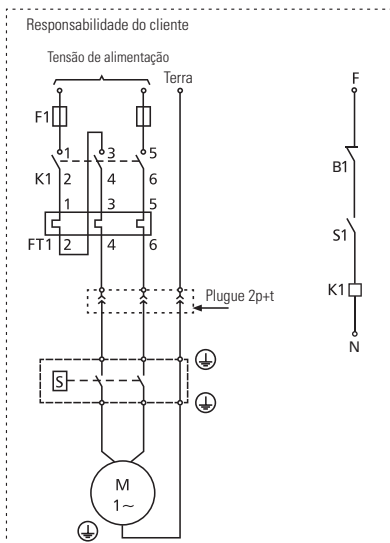 Responsabilidade do cliente
Tensão de alimentação
Terra
F
F1
1 3 5
K1 2 4 6
B1
1 3 5
FT1 2 4 6
S1
K1
Plugue 2p+t
N
S
M
1~